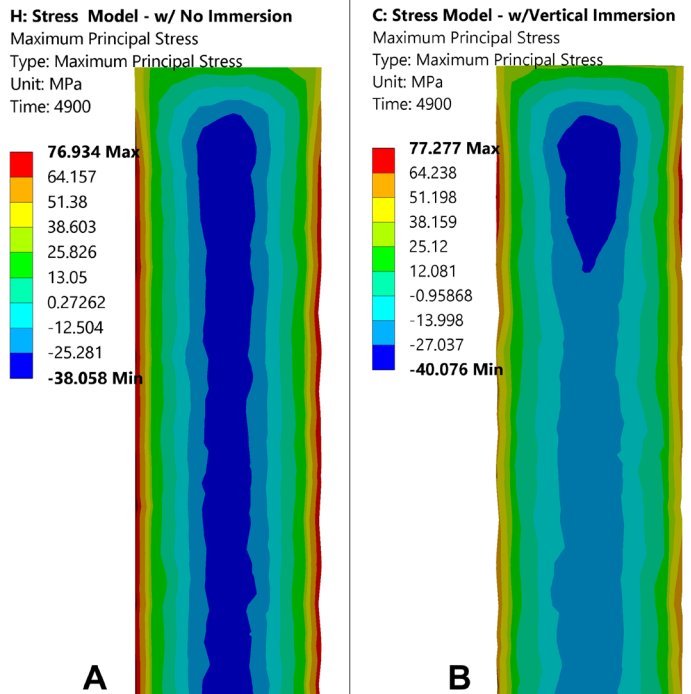 H: Stress Model - w/ No Immersion
Maximum Principal Stress
Type: Maximum Principal Stress
Unit: MPa
Time: 4900
76.934 Max
64.157
51.38
38.603
25.826
13.05
0.27262
-12.504
-25.281
-38.058 Min
A
C: Stress Model - w/Vertical Immersion
Maximum Principal Stress
Type: Maximum Principal Stress
Unit: MPa
Time: 4900
77.277 Max
64.238
51.198
38.159
25.12
12.081
-0.95868
-13.998
-27.037
-40.076 Min
B